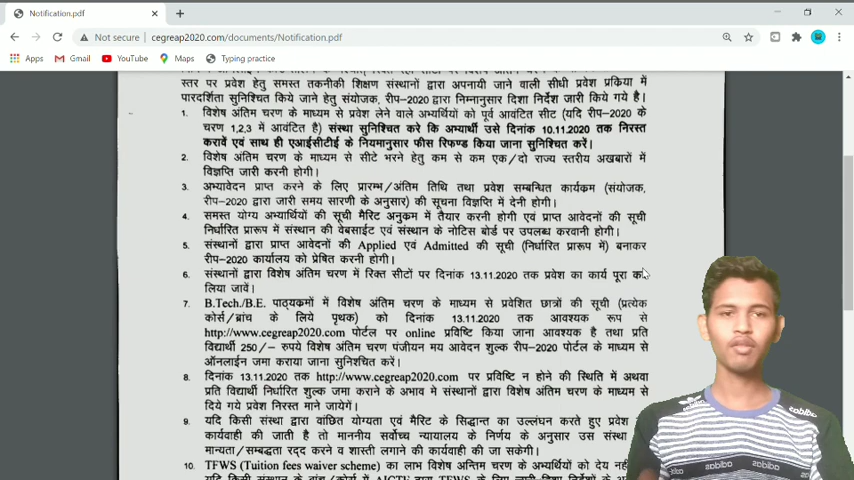 Notification.pdf
Not secure | cegreap2020.com/documents/Notification.pdf
Apps Gmail YouTube Maps Typing practice
स्तर पर प्रवेश हेतु समस्त तकनीकी शिक्षण संस्थानों द्वारा अपनायी जाने वाली सीधी प्रवेश प्रकिया में
पारदर्शिता सुनिश्चित किये जाने हेतु संयोजक, रीप-2020 द्वारा निम्नानुसार दिशा निर्देश जारी किये गये है।
1. विशेष अंतिम चरण के माध्यम से प्रवेश लेने वाले अभ्यर्थियों को पूर्व आवंटित सीट (यदि रीप-2020 के
चरण 1,2,3 में आवंटित है) संस्था सुनिश्चित करे कि अभ्यार्थी उसे दिनांक 10.11.2020 तक निरस्त
करावें एवं साथ ही एआईसीटीई के नियमानुसार फीस रिफण्ड किया जाना सुनिश्चित करें।
2. विशेष अंतिम चरण के माध्यम से सीटे भरने हेतु कम से कम एक/दो राज्य स्तरीय अखबारों में
विज्ञप्ति जारी करनी होगी।
3. अभ्यावेदन प्राप्त करने के लिए प्रारम्भ/अंतिम तिथि तथा प्रवेश सम्बन्धित कार्यकम (संयोजक,
रीप-2020 द्वारा जारी समय सारणी के अनुसार) की सूचना विज्ञप्ति में देनी होगी।
4. समस्त योग्य अभ्यार्थियों की सूची मैरिट अनुकम में तैयार करनी होगी एवं प्राप्त आवेदनों की सूची
निर्धारित प्रारूप में संस्थान की वेबसाईट एवं संस्थान के नोटिस बोर्ड पर उपलब्ध करवानी होगी।
5. संस्थानों द्वारा प्राप्त आवेदनों की Applied एवं Admitted की सूची (निर्धारित प्रारूप में) बनाकर
रीप-2020 कार्यालय को प्रेषित करनी होगी।
6. संस्थानों द्वारा विशेष अंतिम चरण में रिक्त सीटों पर दिनांक 13.11.2020 तक प्रवेश का कार्य पूरा कर
लिया जावें।
7. B.Tech./B.E. पाठ्यकमों में विशेष अंतिम चरण के माध्यम से प्रवेशित छात्रों की सूची (प्रत्येक
कोर्स/ब्रांच के लिये पृथक) को दिनांक 13.11.2020 तक आवश्यक रूप से
http://www.cegreap2020.com पोर्टल पर online प्रविष्टि किया जाना आवश्यक है तथा प्रति
विद्यार्थी 250/- रुपये विशेष अंतिम चरण पंजीयन मय आवेदन शुल्क रीप-2020 पोर्टल के माध्यम से
ऑनलाईन जमा कराया जाना सुनिश्शचित करें।
8. दिनांक 13.11.2020 तक http://www.cegreap2020.com पर प्रविष्टि न होने की स्थिति में अथवा
प्रति विद्यार्थी निर्धारित शुल्क जमा कराने के अभाव मे संस्थानों द्वारा विशेष अंतिम चरण के माध्यम से
दिये गये प्रवेश निरस्त माने जायेगें।
9. यदि किसी संस्था द्वारा वांछित योग्यता एवं मैरिट के सिद्धान्त का उल्लंघन करते हुए प्रवेश
कार्यवाही की जाती है तो माननीय सर्वोच्च न्यायालय के निर्णय के अनुसार उस संस्था
मान्यता/सम्बद्धता रदद् करने व शास्ती लगाने की कार्यवाही की जा सकेगी।
10. TFWS (Tuition fees waiver scheme) का लाभ विशेष अन्तिम चरण के अभ्यर्थियों को देय